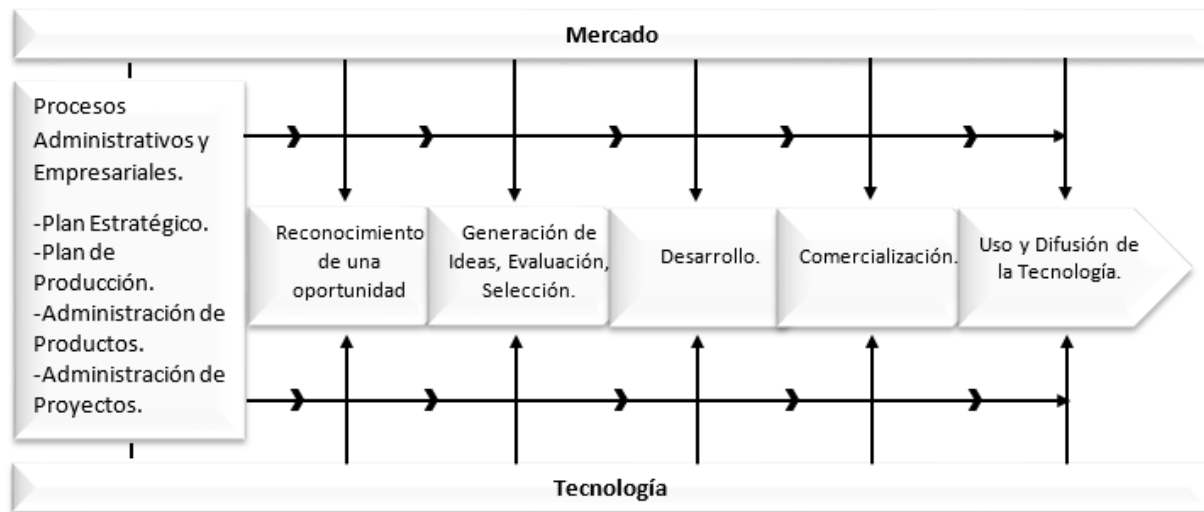 Mercado
Procesos
Administrativos y
Empresariales.
-Plan Estratégico.
-Plan de
Producción.
-Administración de
Productos.
-Administración de
Proyectos.
Reconocimiento
de una
oportunidad
Generación de
Ideas, Evaluación,
Selección.
Desarrollo.
Comercialización.
Uso y Difusión de
la Tecnología.
Tecnología